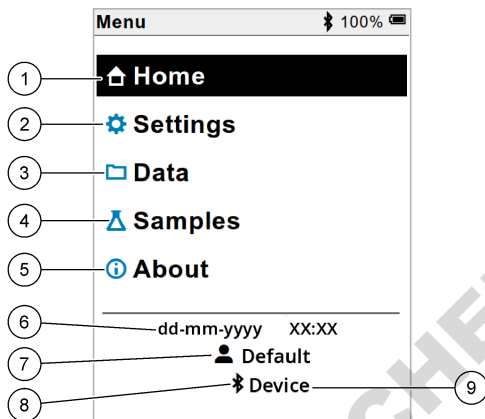 Menu 100%
1 Home
2 Settings
3 Data
4 Samples
5 About
6 dd-mm-yyyy XX:XX
7 Default
8 Device 9